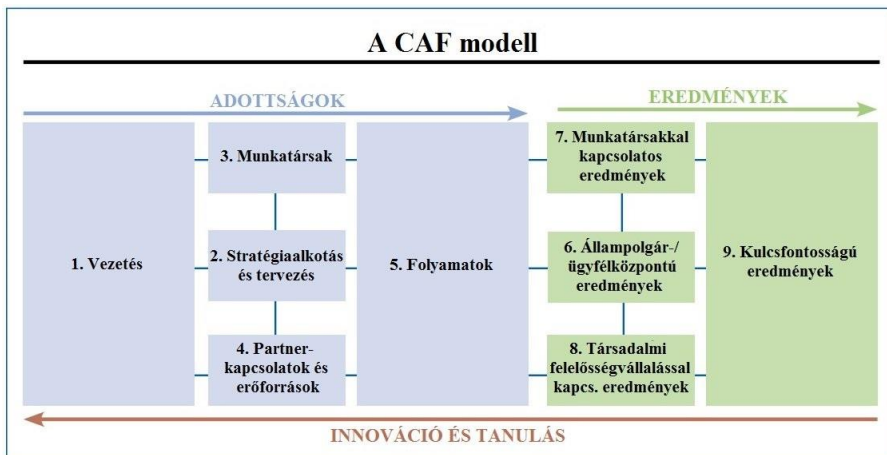 A CAF modell
ADOTTSÁGOK
EREDMÉNYEK
1. Vezetés
3. Munkatársak
2. Stratégiaalkotás
és tervezés
4. Partner-
kapcsolatok és
erőforrások
5. Folyamatok
7. Munkatársakkal
kapcsolatos
eredmények
6. Állampolgár-/
ügyfélközpontú
eredmények
8. Társadalmi
felelősségvállalással
kapcs. eredmények
9. Kulcsfontosságú
eredmények
INNOVÁCIÓ ÉS TANULÁS